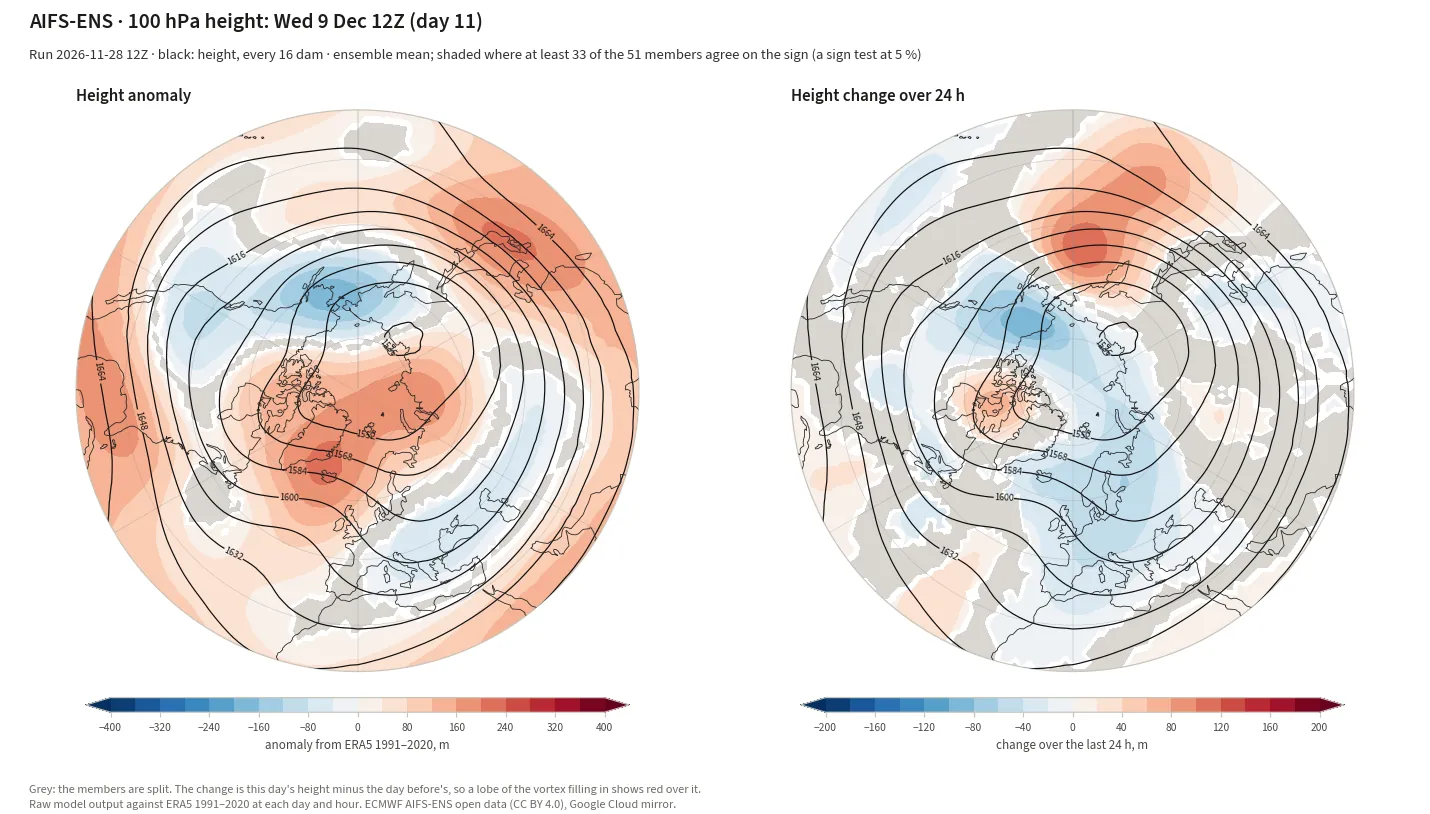 AIFS-ENS · 100 hPa height: Wed 9 Dec 12Z (day 11)
Run 2026-11-28 12Z · black: height, every 16 dam · ensemble mean; shaded where at least 33 of the 51 members agree on the sign (a sign test at 5 %)
Height anomaly
Height change over 24 h
1664
1616
1664
1648
1568
1584
1600
1632
1664
1616
1664
1648
1568
1584
1600
1632
−400 −320 −240 −160 −80 0 80 160 240 320 400
anomaly from ERA5 1991–2020, m
−200 −160 −120 −80 −40 0 40 80 120 160 200
change over the last 24 h, m
Grey: the members are split. The change is this day's height minus the day before's, so a lobe of the vortex filling in shows red over it.
Raw model output against ERA5 1991–2020 at each day and hour. ECMWF AIFS-ENS open data (CC BY 4.0), Google Cloud mirror.